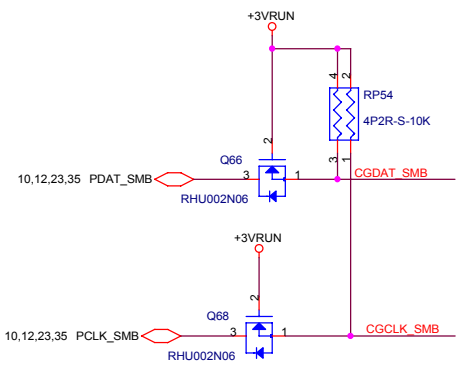 +3VRUN
4 2
RP54
4P2R-S-10K
3 1
Q66
2
10,12,23,35 PDAT_SMB 3 1 CGDAT_SMB
RHU002N06
+3VRUN
2
Q68
10,12,23,35 PCLK_SMB 3 1 CGCLK_SMB
RHU002N06